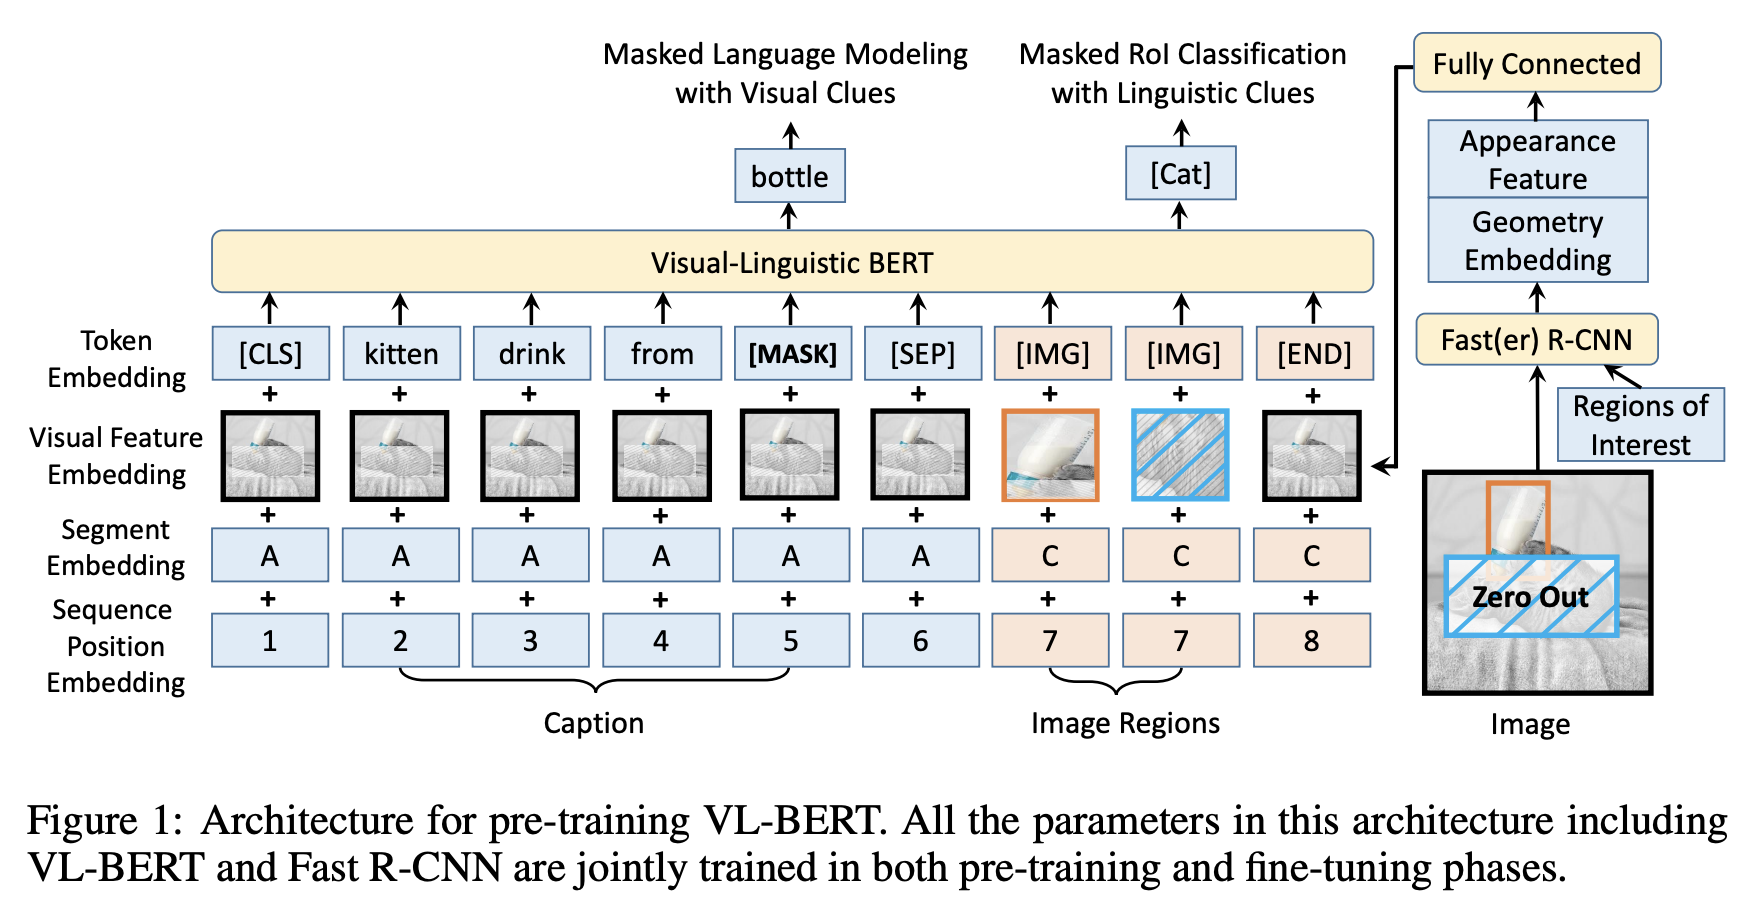 Masked Language Modeling
with Visual Clues
Masked RoI Classification
with Linguistic Clues
Fully Connected
bottle
[Cat]
Appearance
Feature
Geometry
Embedding
Visual-Linguistic BERT
Fast(er) R-CNN
Regions of
Interest
Token
Embedding
[CLS] kitten drink from [MASK] [SEP] [IMG] [IMG] [END]
+ + + + + + + + +
Visual Feature
Embedding
+ + + + + + + + +
Segment
Embedding
A A A A A A C C C
+ + + + + + + + +
Sequence
Position
Embedding
1 2 3 4 5 6 7 7 8
Zero Out
Caption
Image Regions
Image
Figure 1: Architecture for pre-training VL-BERT. All the parameters in this architecture including
VL-BERT and Fast R-CNN are jointly trained in both pre-training and fine-tuning phases.